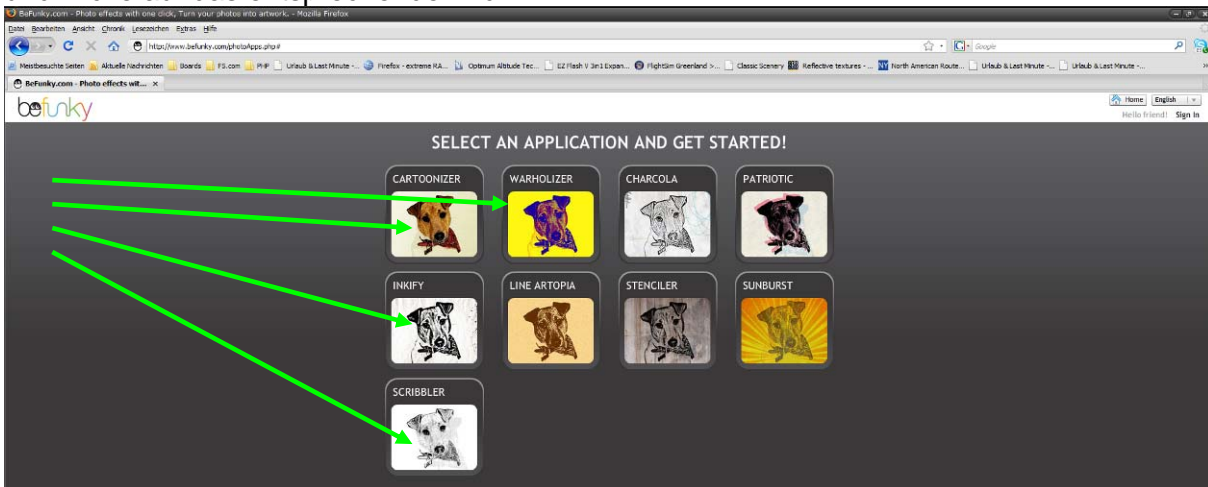 BeFunky.com - Photo effects with one click, Turn your photos into artwork. - Mozilla Firefox
Datei Bearbeiten Ansicht Chronik Lesezeichen Extras Hilfe
http://www.befunky.com/photoApps.php#
Google
Meistbesuchte Seiten Aktuelle Nachrichten Boards FS.com PHP Urlaub & Last Minute -... Firefox - extreme RA... Optimum Altitude Tec... EZ Flash V 3in1 Expan... FlightSim Greenland >... Classic Scenery Reflective textures - ... North American Route... Urlaub & Last Minute -... Urlaub & Last Minute -...
BeFunky.com - Photo effects wit...
befunky
Home English
Hello friend! Sign In
SELECT AN APPLICATION AND GET STARTED!
CARTOONIZER WARHOLIZER CHARCOLA PATRIOTIC
INKIFY LINE ARTOPIA STENCILER SUNBURST
SCRIBBLER